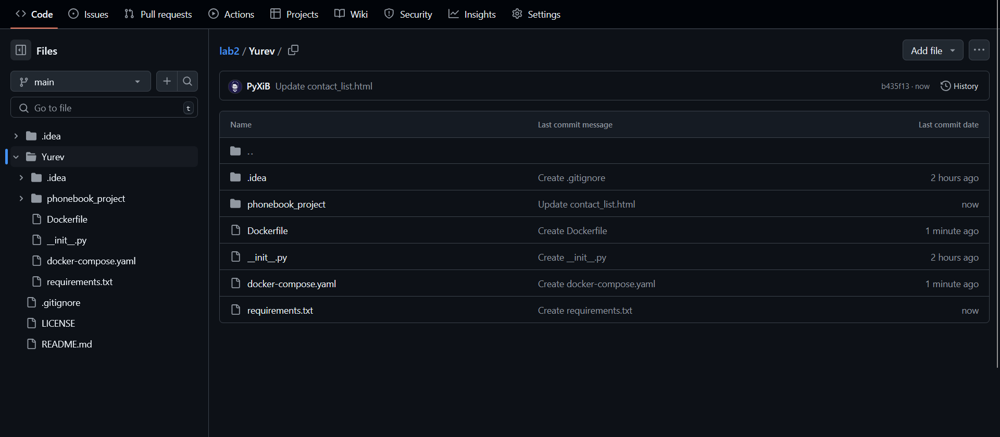 Code Issues Pull requests Actions Projects Wiki Security Insights Settings
Files
main
Go to file t
.idea
Yurev
.idea
phonebook_project
Dockerfile
__init__.py
docker-compose.yaml
requirements.txt
.gitignore
LICENSE
README.md
lab2 / Yurev /
Add file
PyXiB Update contact_list.html b435f13 · now History
Name Last commit message Last commit date
..
.idea Create .gitignore 2 hours ago
phonebook_project Update contact_list.html now
Dockerfile Create Dockerfile 1 minute ago
__init__.py Create __init__.py 2 hours ago
docker-compose.yaml Create docker-compose.yaml 1 minute ago
requirements.txt Create requirements.txt now